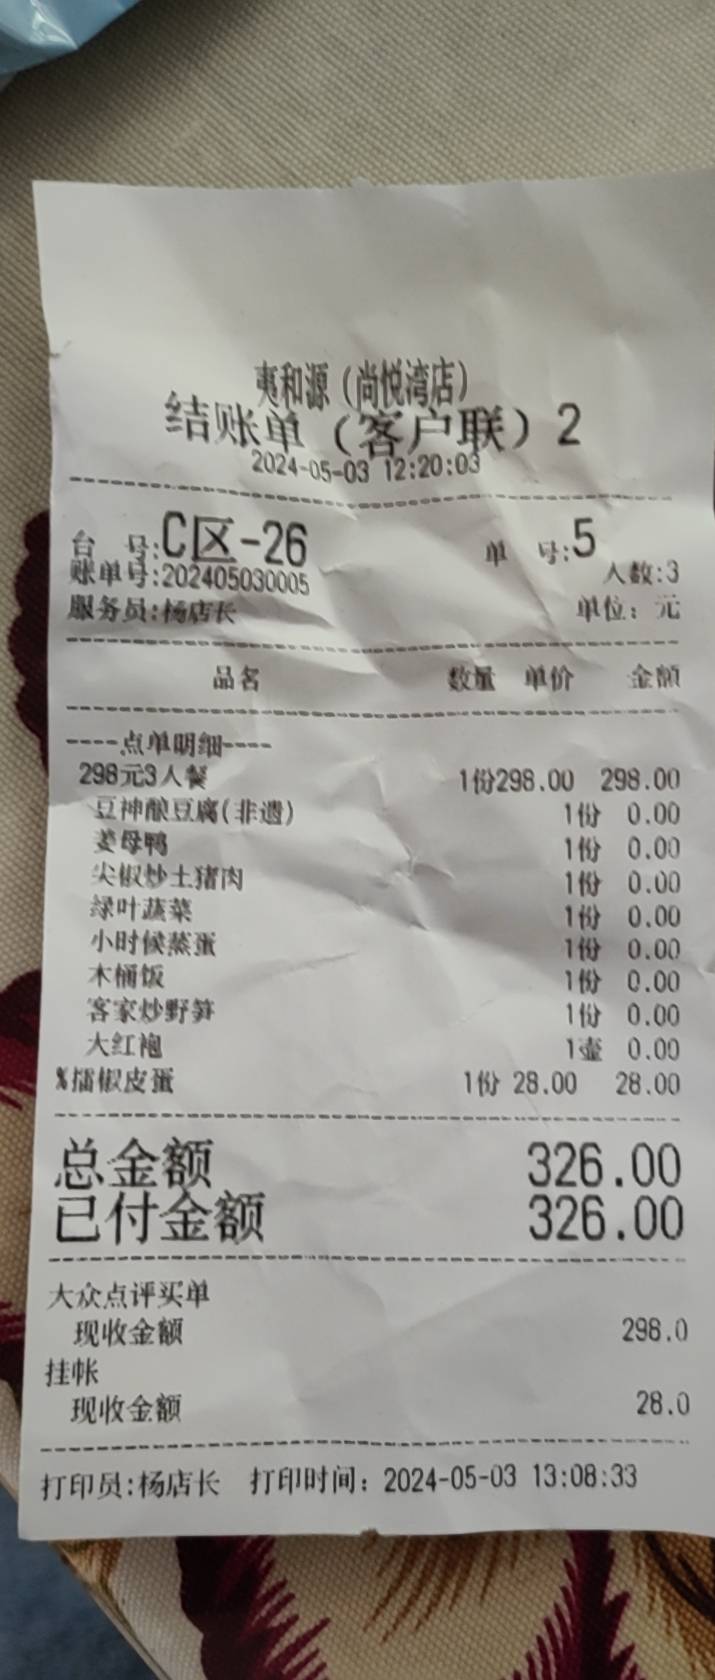 夷和源（尚悦湾店）
结账单（客户联）2
2024-05-03 12:20:03
台 号:C区-26 单 号:5
账单号:202405030005 人数:3
服务员:杨店长 单位：元
品名 数量 单价 金额
----点单明细----
298元3人餐 1份298.00 298.00
豆神酿豆腐(非遗) 1份 0.00
姜母鸭 1份 0.00
尖椒炒土猪肉 1份 0.00
绿叶蔬菜 1份 0.00
小时候蒸蛋 1份 0.00
木桶饭 1份 0.00
客家炒野笋 1份 0.00
大红袍 1壶 0.00
%擂椒皮蛋 1份 28.00 28.00
总金额 326.00
已付金额 326.00
大众点评买单
现收金额 298.0
挂帐
现收金额 28.0
打印员:杨店长 打印时间：2024-05-03 13:08:33